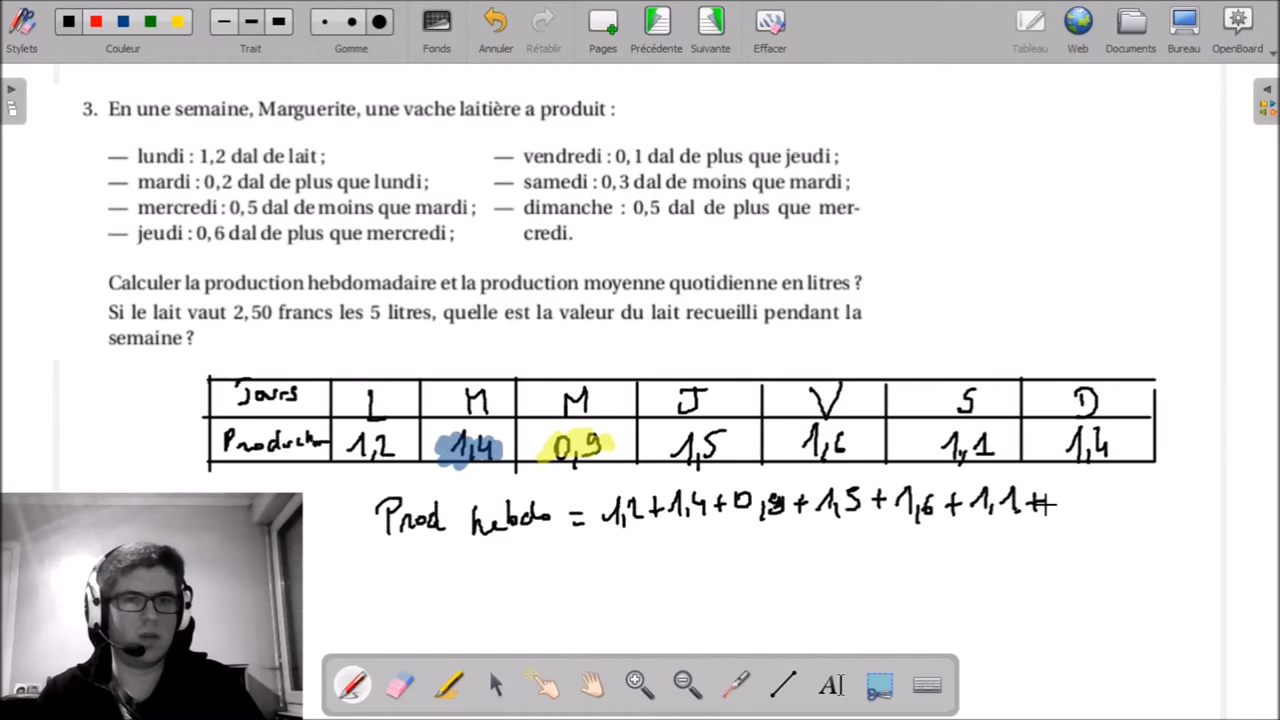 Stylets Couleur Trait Gomme Fonds Annuler Rétablir Pages Précédente Suivante Effacer Tableau Web Documents Bureau OpenBoard
3. En une semaine, Marguerite, une vache laitière a produit :
— lundi : 1,2 dal de lait ;
— mardi : 0,2 dal de plus que lundi ;
— mercredi : 0,5 dal de moins que mardi ;
— jeudi : 0,6 dal de plus que mercredi ;
— vendredi : 0,1 dal de plus que jeudi ;
— samedi : 0,3 dal de moins que mardi ;
— dimanche : 0,5 dal de plus que mer-
credi.
Calculer la production hebdomadaire et la production moyenne quotidienne en litres ?
Si le lait vaut 2,50 francs les 5 litres, quelle est la valeur du lait recueilli pendant la
semaine ?
Jours L M M J V S D
Production 1,2 1,4 0,9 1,5 1,6 1,1 1,4
Prod hebdo = 1,2 + 1,4 + 0,9 + 1,5 + 1,6 + 1,1 +
AI